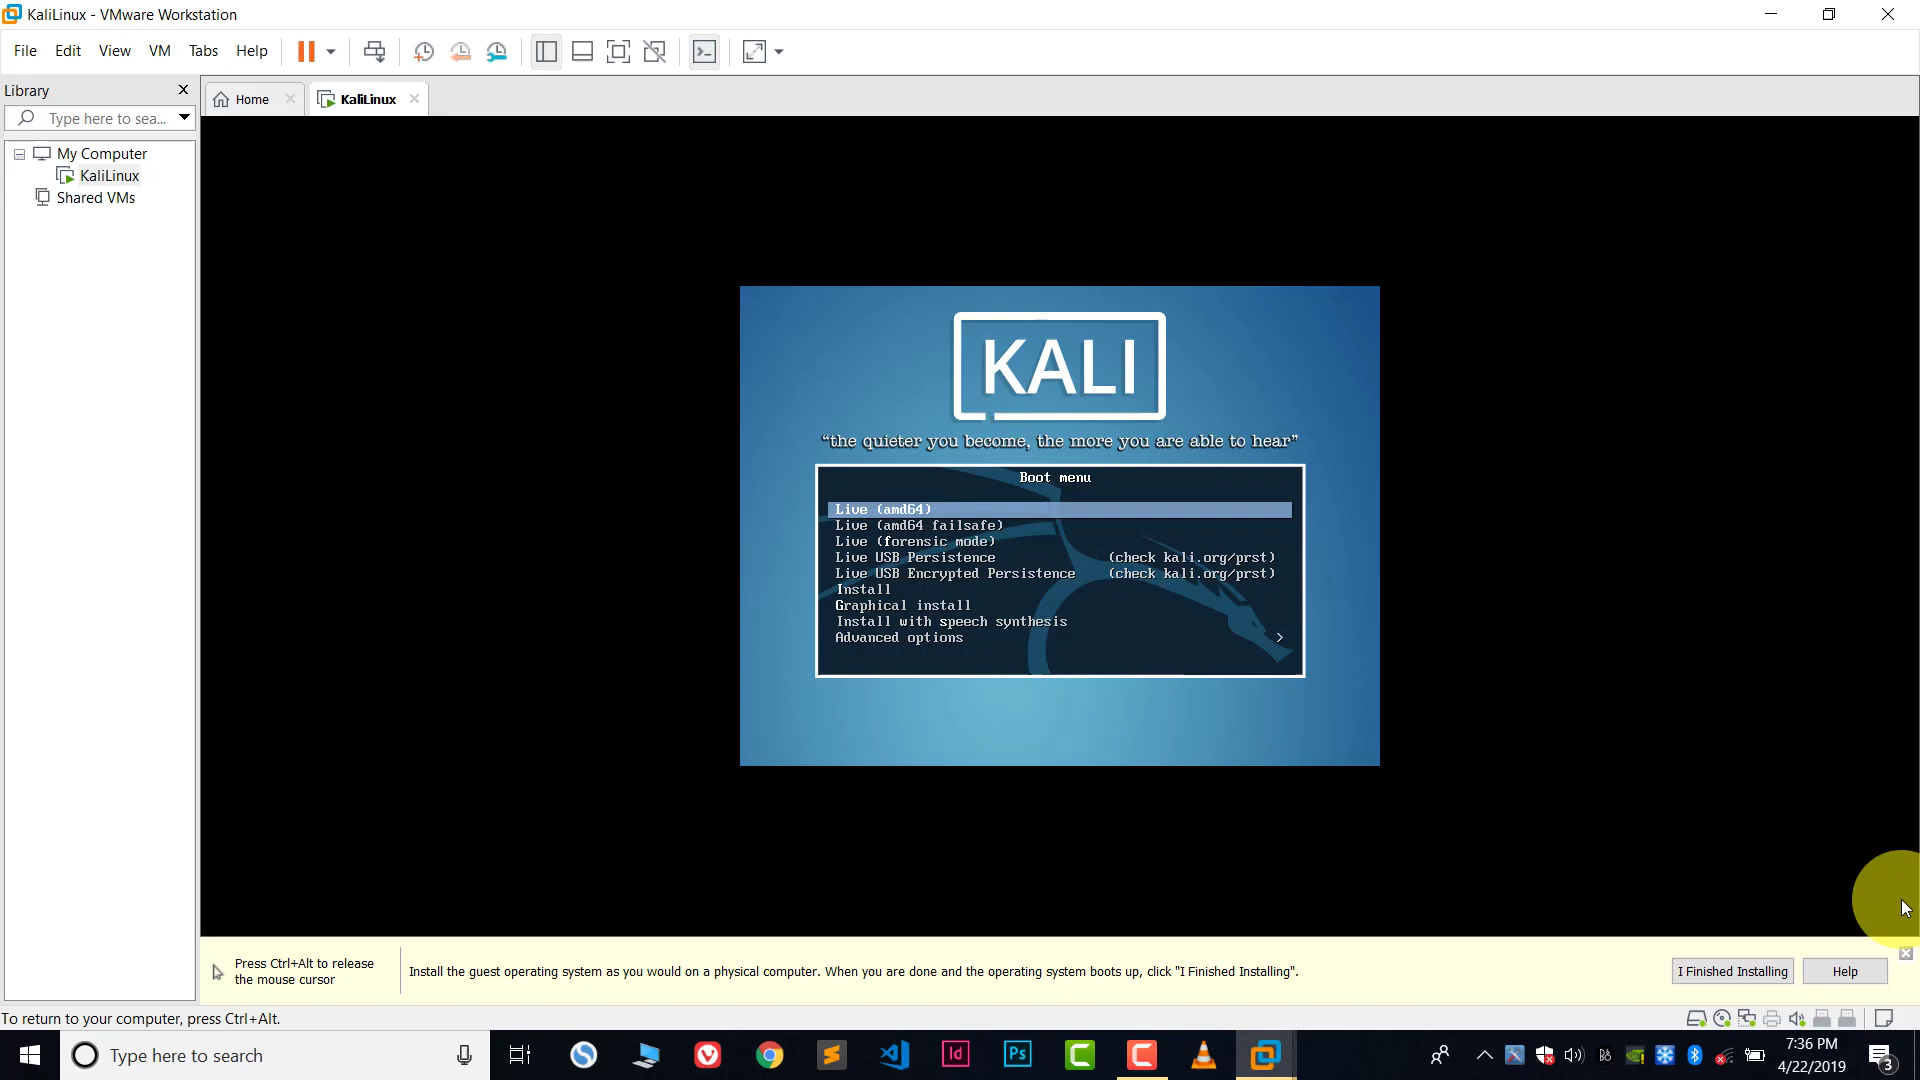 KaliLinux - VMware Workstation
File Edit View VM Tabs Help
Library
Type here to sea...
Home
KaliLinux
My Computer
KaliLinux
Shared VMs
KALI
“the quieter you become, the more you are able to hear”
Boot menu
Live (amd64)
Live (amd64 failsafe)
Live (forensic mode)
Live USB Persistence (check kali.org/prst)
Live USB Encrypted Persistence (check kali.org/prst)
Install
Graphical install
Install with speech synthesis
Advanced options >
Press Ctrl+Alt to release
the mouse cursor
Install the guest operating system as you would on a physical computer. When you are done and the operating system boots up, click "I Finished Installing".
I Finished Installing
Help
To return to your computer, press Ctrl+Alt.
Type here to search
Id
Ps
7:36 PM
4/22/2019
3